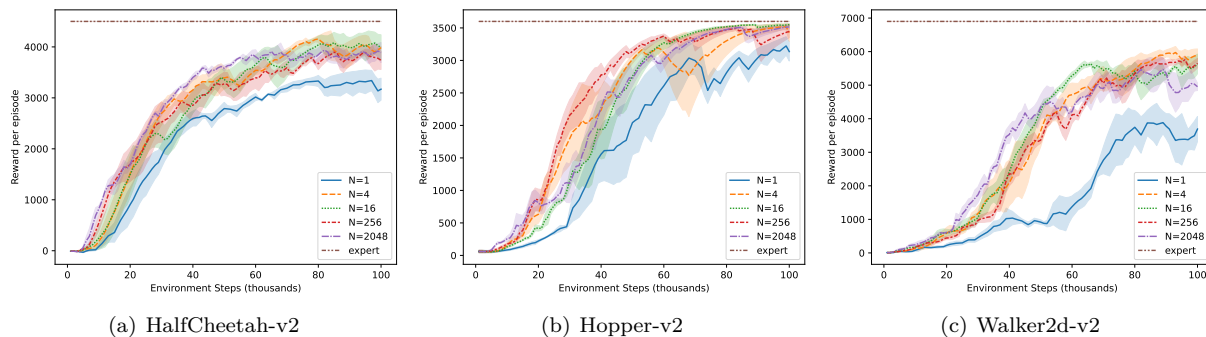 Reward per episode
4000
3000
2000
1000
0
N=1
N=4
N=16
N=256
N=2048
expert
0 20 40 60 80 100
Environment Steps (thousands)
(a) HalfCheetah-v2
Reward per episode
3500
3000
2500
2000
1500
1000
500
0
N=1
N=4
N=16
N=256
N=2048
expert
20 40 60 80 100
Environment Steps (thousands)
(b) Hopper-v2
Reward per episode
7000
6000
5000
4000
3000
2000
1000
0
N=1
N=4
N=16
N=256
N=2048
expert
0 20 40 60 80 100
Environment Steps (thousands)
(c) Walker2d-v2